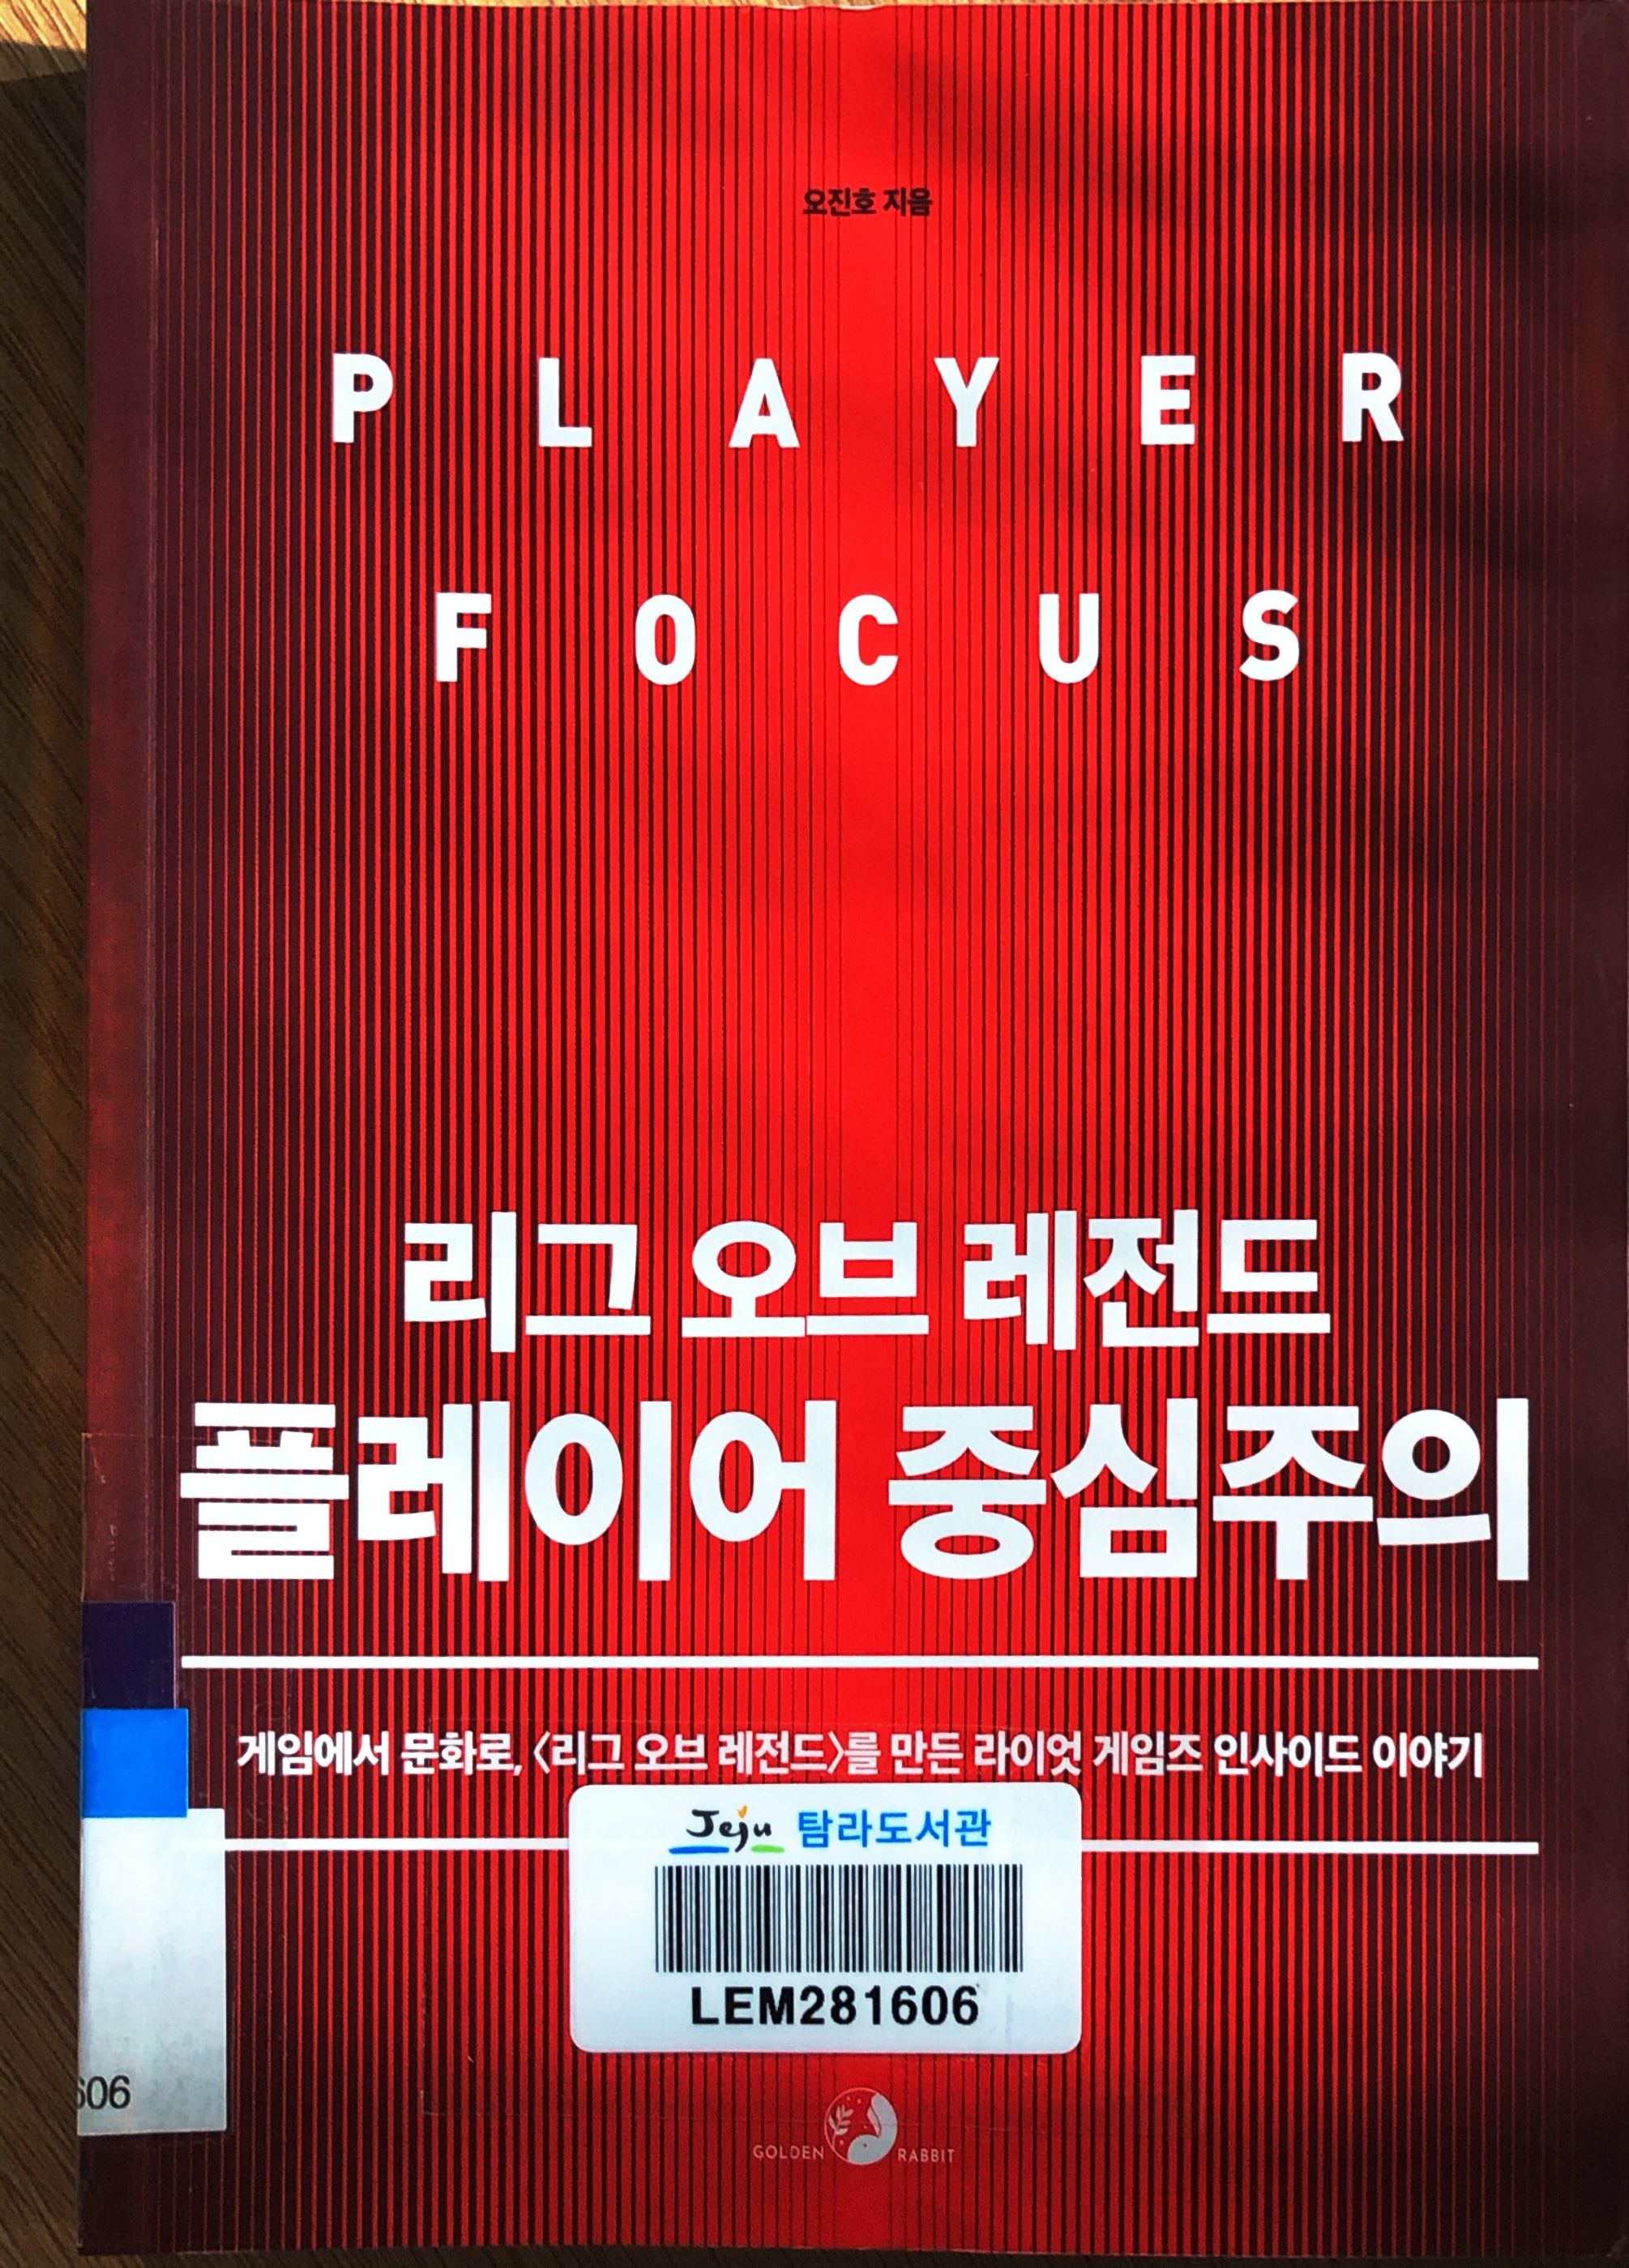 오진호 지음
PLAYER
FOCUS
리그 오브 레전드
플레이어 중심주의
게임에서 문화로, 〈리그 오브 레전드〉를 만든 라이엇 게임즈 인사이드 이야기
Jeju 탐라도서관
LEM281606
606
GOLDEN RABBIT